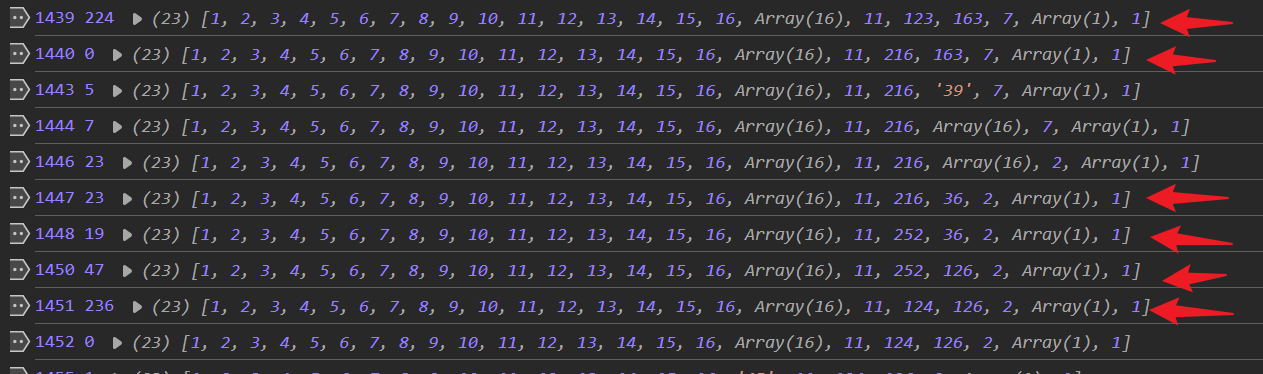 1439 224 ▶ (23) [1, 2, 3, 4, 5, 6, 7, 8, 9, 10, 11, 12, 13, 14, 15, 16, Array(16), 11, 123, 163, 7, Array(1), 1]
1440 0 ▶ (23) [1, 2, 3, 4, 5, 6, 7, 8, 9, 10, 11, 12, 13, 14, 15, 16, Array(16), 11, 216, 163, 7, Array(1), 1]
1443 5 ▶ (23) [1, 2, 3, 4, 5, 6, 7, 8, 9, 10, 11, 12, 13, 14, 15, 16, Array(16), 11, 216, '39', 7, Array(1), 1]
1444 7 ▶ (23) [1, 2, 3, 4, 5, 6, 7, 8, 9, 10, 11, 12, 13, 14, 15, 16, Array(16), 11, 216, Array(16), 7, Array(1), 1]
1446 23 ▶ (23) [1, 2, 3, 4, 5, 6, 7, 8, 9, 10, 11, 12, 13, 14, 15, 16, Array(16), 11, 216, Array(16), 2, Array(1), 1]
1447 23 ▶ (23) [1, 2, 3, 4, 5, 6, 7, 8, 9, 10, 11, 12, 13, 14, 15, 16, Array(16), 11, 216, 36, 2, Array(1), 1]
1448 19 ▶ (23) [1, 2, 3, 4, 5, 6, 7, 8, 9, 10, 11, 12, 13, 14, 15, 16, Array(16), 11, 252, 36, 2, Array(1), 1]
1450 47 ▶ (23) [1, 2, 3, 4, 5, 6, 7, 8, 9, 10, 11, 12, 13, 14, 15, 16, Array(16), 11, 252, 126, 2, Array(1), 1]
1451 236 ▶ (23) [1, 2, 3, 4, 5, 6, 7, 8, 9, 10, 11, 12, 13, 14, 15, 16, Array(16), 11, 124, 126, 2, Array(1), 1]
1452 0 ▶ (23) [1, 2, 3, 4, 5, 6, 7, 8, 9, 10, 11, 12, 13, 14, 15, 16, Array(16), 11, 124, 126, 2, Array(1), 1]